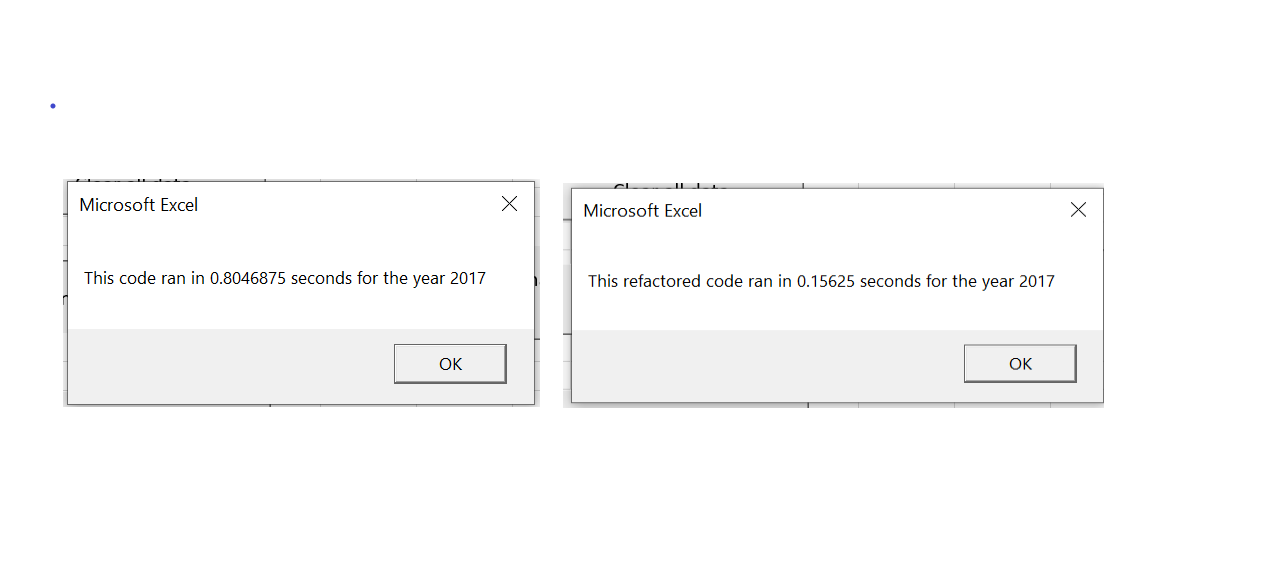 Microsoft Excel
This code ran in 0.8046875 seconds for the year 2017
OK
Microsoft Excel
This refactored code ran in 0.15625 seconds for the year 2017
OK